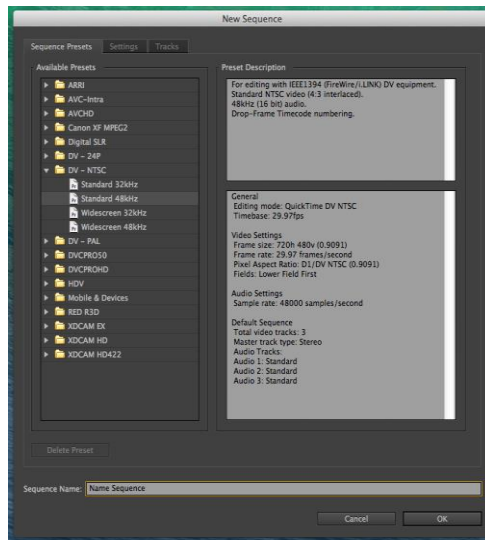 New Sequence
Sequence Presets Settings Tracks
Available Presets
ARRI
AVC-Intra
AVCHD
Canon XF MPEG2
Digital SLR
DV - 24P
DV - NTSC
Standard 32kHz
Standard 48kHz
Widescreen 32kHz
Widescreen 48kHz
DV - PAL
DVCPRO50
DVCPROHD
HDV
Mobile & Devices
RED R3D
XDCAM EX
XDCAM HD
XDCAM HD422
Delete Preset
Preset Description
For editing with IEEE1394 (FireWire/i.LINK) DV equipment.
Standard NTSC video (4:3 interlaced).
48kHz (16 bit) audio.
Drop-Frame Timecode numbering.
General
Editing mode: QuickTime DV NTSC
Timebase: 29.97fps
Video Settings
Frame size: 720h 480v (0.9091)
Frame rate: 29.97 frames/second
Pixel Aspect Ratio: D1/DV NTSC (0.9091)
Fields: Lower Field First
Audio Settings
Sample rate: 48000 samples/second
Default Sequence
Total video tracks: 3
Master track type: Stereo
Audio Tracks:
Audio 1: Standard
Audio 2: Standard
Audio 3: Standard
Sequence Name: Name Sequence
Cancel OK